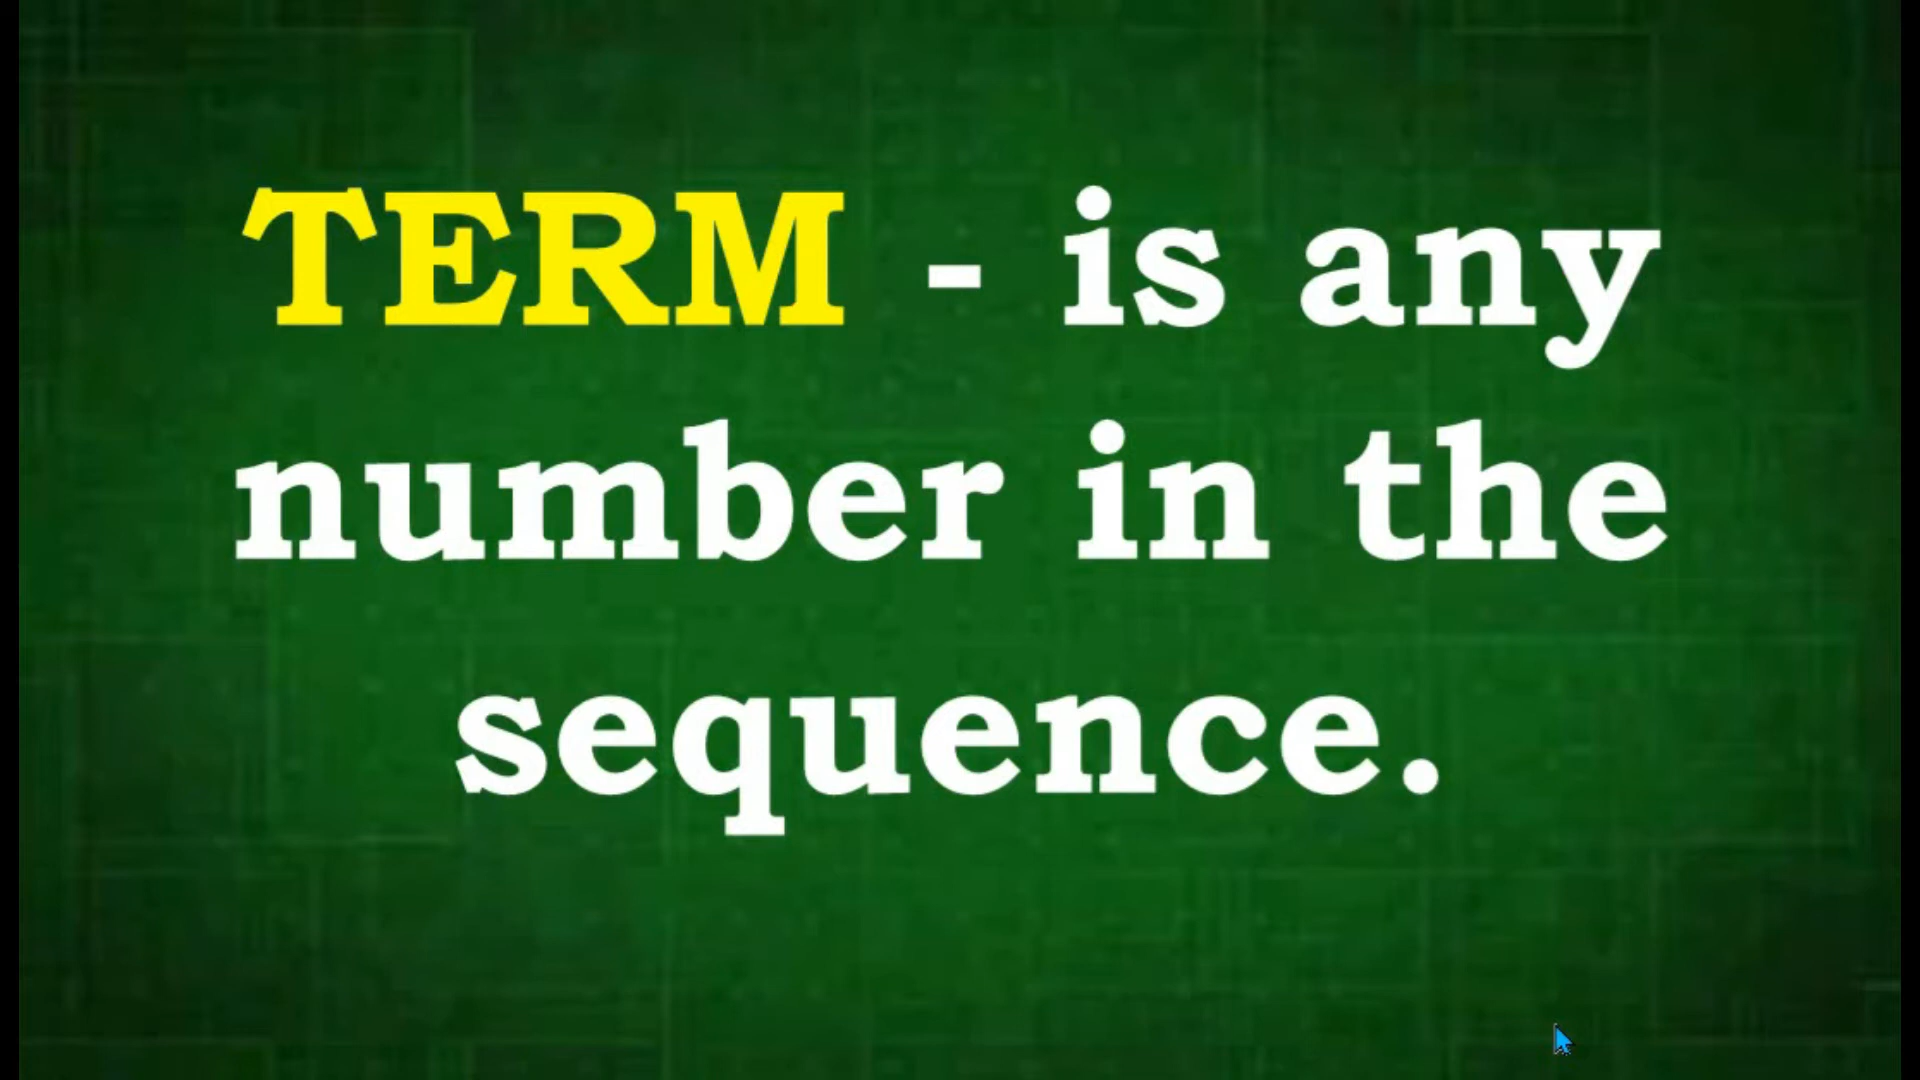 TERM - is any
number in the
sequence.